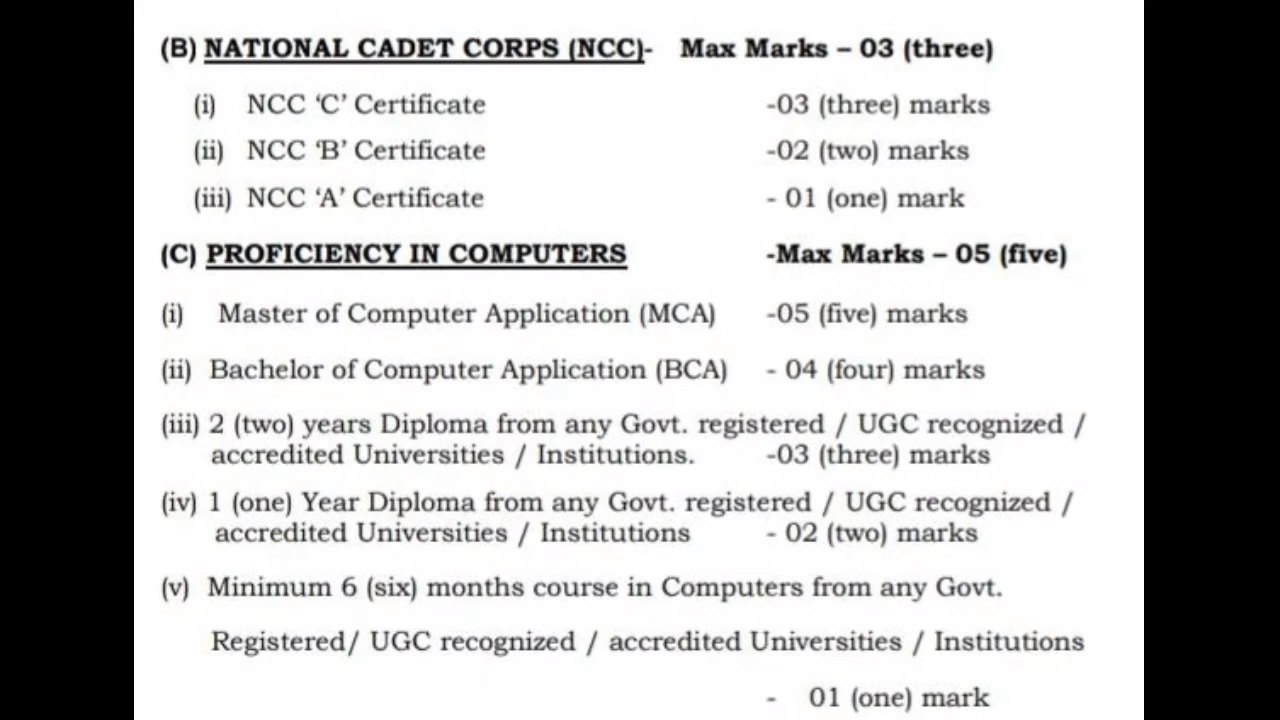 (B) NATIONAL CADET CORPS (NCC)- Max Marks – 03 (three)
(i) NCC ‘C’ Certificate -03 (three) marks
(ii) NCC ‘B’ Certificate -02 (two) marks
(iii) NCC ‘A’ Certificate - 01 (one) mark
(C) PROFICIENCY IN COMPUTERS -Max Marks – 05 (five)
(i) Master of Computer Application (MCA) -05 (five) marks
(ii) Bachelor of Computer Application (BCA) - 04 (four) marks
(iii) 2 (two) years Diploma from any Govt. registered / UGC recognized /
accredited Universities / Institutions. -03 (three) marks
(iv) 1 (one) Year Diploma from any Govt. registered / UGC recognized /
accredited Universities / Institutions - 02 (two) marks
(v) Minimum 6 (six) months course in Computers from any Govt.
Registered/ UGC recognized / accredited Universities / Institutions
- 01 (one) mark